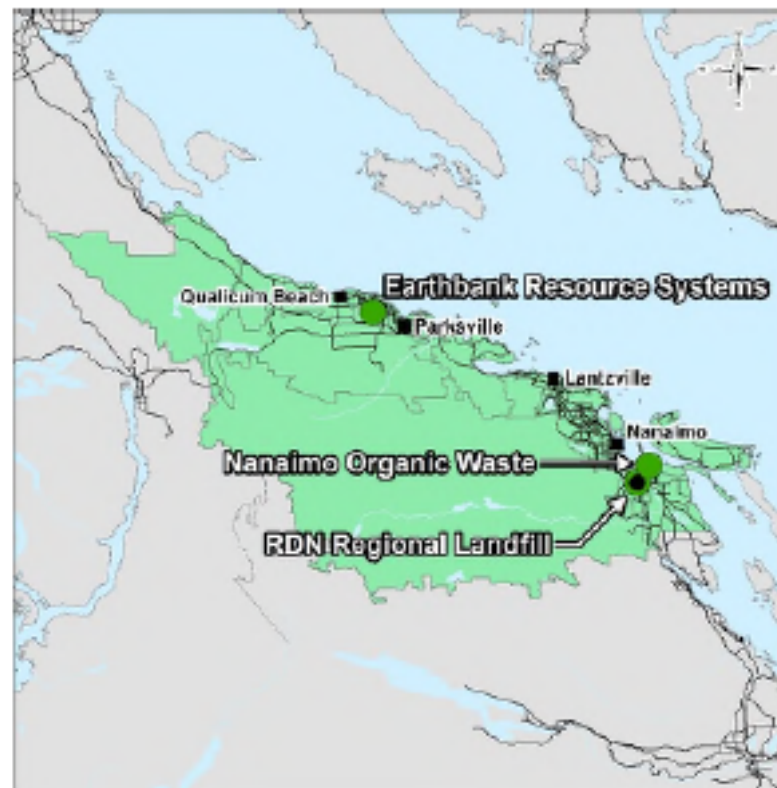 Earthbank Resource Systems
Qualicum Beach
Parksville
Lantzville
Nanaimo
Nanaimo Organic Waste
RDN Regional Landfill